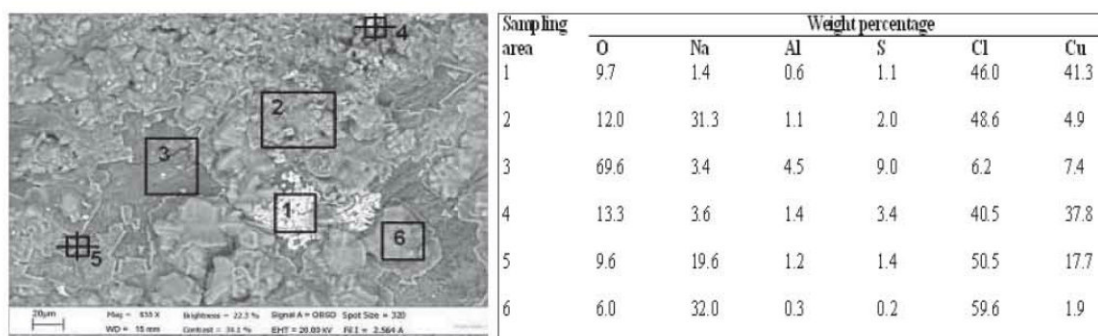 4
2
3
1
6
5
20µm
Mag = 615 X Brightness = 22.3 % Signal A = QBSD Spot Size = 320
WD = 15 mm Contrast = 34.1 % EHT = 20.00 kV Fil I = 2.564 A
Sampling Weight percentage
area O Na Al S Cl Cu
1 9.7 1.4 0.6 1.1 46.0 41.3
2 12.0 31.3 1.1 2.0 48.6 4.9
3 69.6 3.4 4.5 9.0 6.2 7.4
4 13.3 3.6 1.4 3.4 40.5 37.8
5 9.6 19.6 1.2 1.4 50.5 17.7
6 6.0 32.0 0.3 0.2 59.6 1.9